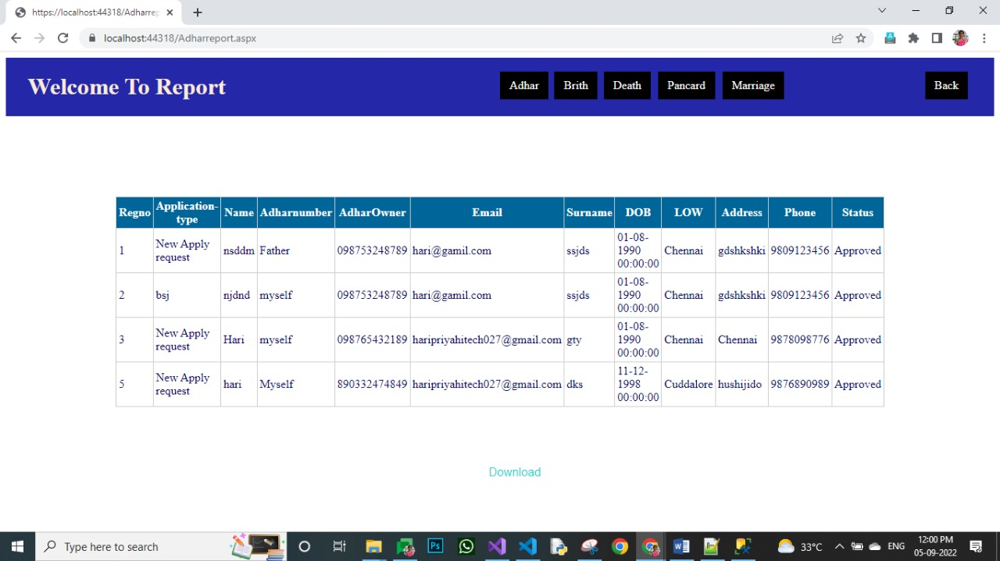 https://localhost:44318/Adharrep
localhost:44318/Adharreport.aspx
Welcome To Report Adhar Brith Death Pancard Marriage Back
Regno Application-type Name Adharnumber AdharOwner Email Surname DOB LOW Address Phone Status
1 New Apply request nsddm Father 098753248789 hari@gamil.com ssjds 01-08-1990 00:00:00 Chennai gdshkshki 9809123456 Approved
2 bsj njdnd myself 098753248789 hari@gamil.com ssjds 01-08-1990 00:00:00 Chennai gdshkshki 9809123456 Approved
3 New Apply request Hari myself 098765432189 haripriyahitech027@gmail.com gty 01-08-1990 00:00:00 Chennai Chennai 9878098776 Approved
5 New Apply request hari Myself 890332474849 haripriyahitech027@gmail.com dks 11-12-1998 00:00:00 Cuddalore hushijido 9876890989 Approved
Download
Type here to search Ps W 33°C ENG 12:00 PM
05-09-2022